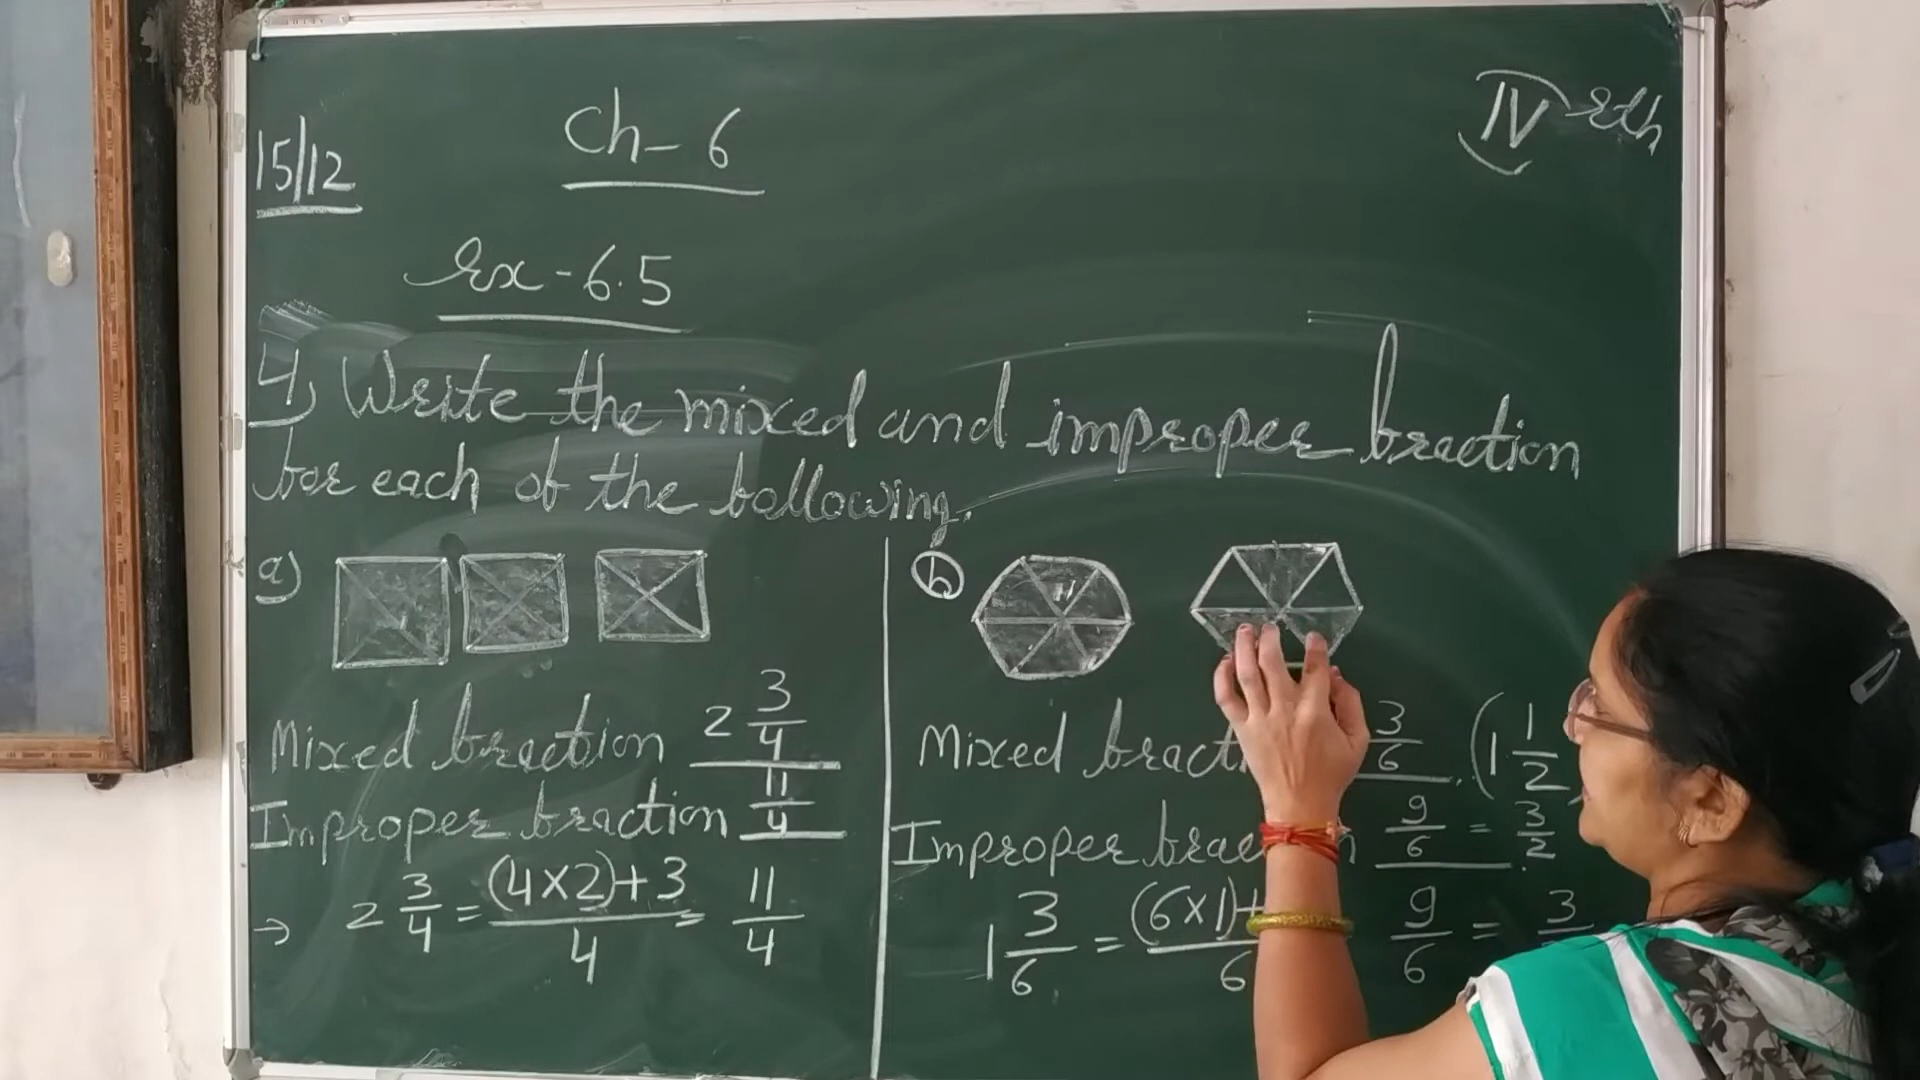 15/12
Ch-6
IV th
Ex-6.5
4) Write the mixed and improper fraction
for each of the following.
a)
Mixed fraction 2 3/4
Improper fraction 11/4
→ 2 3/4 = (4×2)+3/4 = 11/4
b
Mixed fract 3/6 . (1 1/2
Improper frac n 9/6 = 3/2 .
1 3/6 = (6×1)+ /6 9/6 = 3